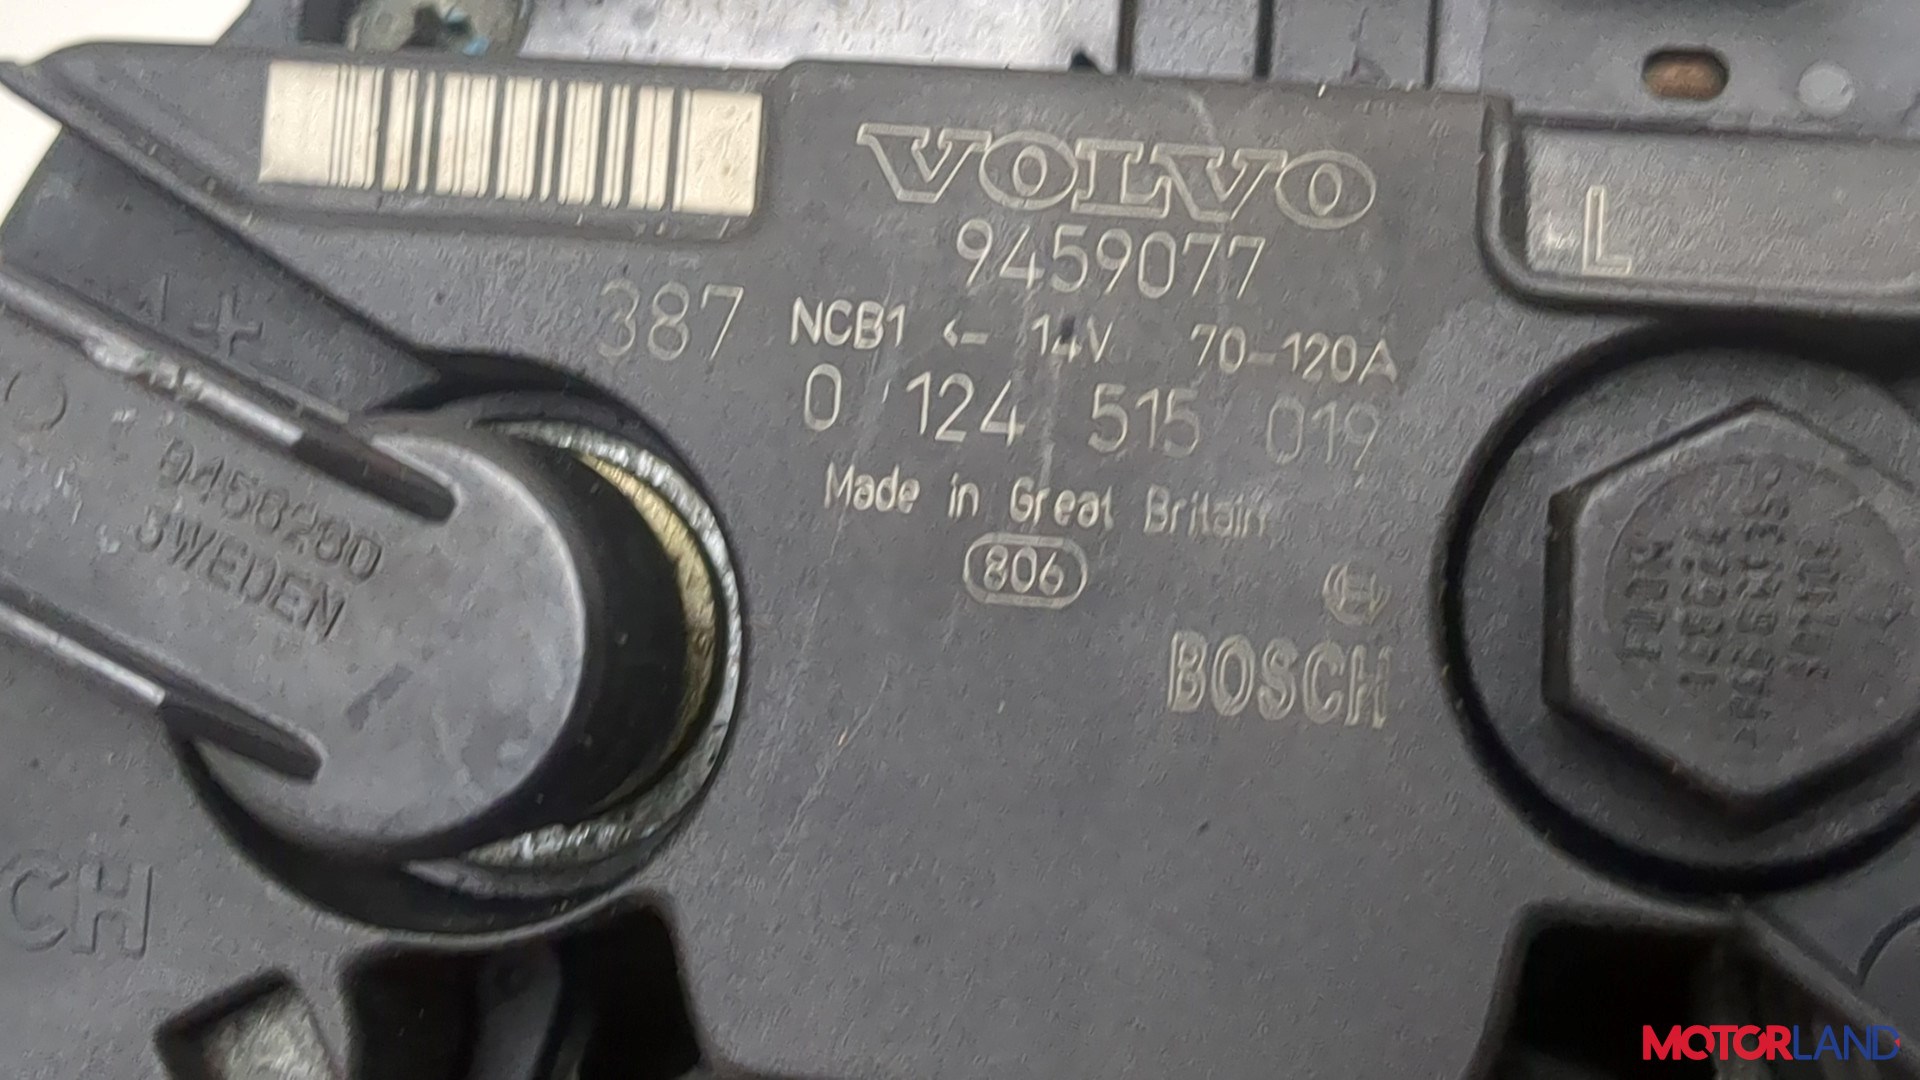 VOLVO
9459077
387 NCB1 <- 14V 70-120A
0 124 515 019
Made in Great Britain
806
BOSCH
L
+
SWEDEN
CH
MOTORLAND